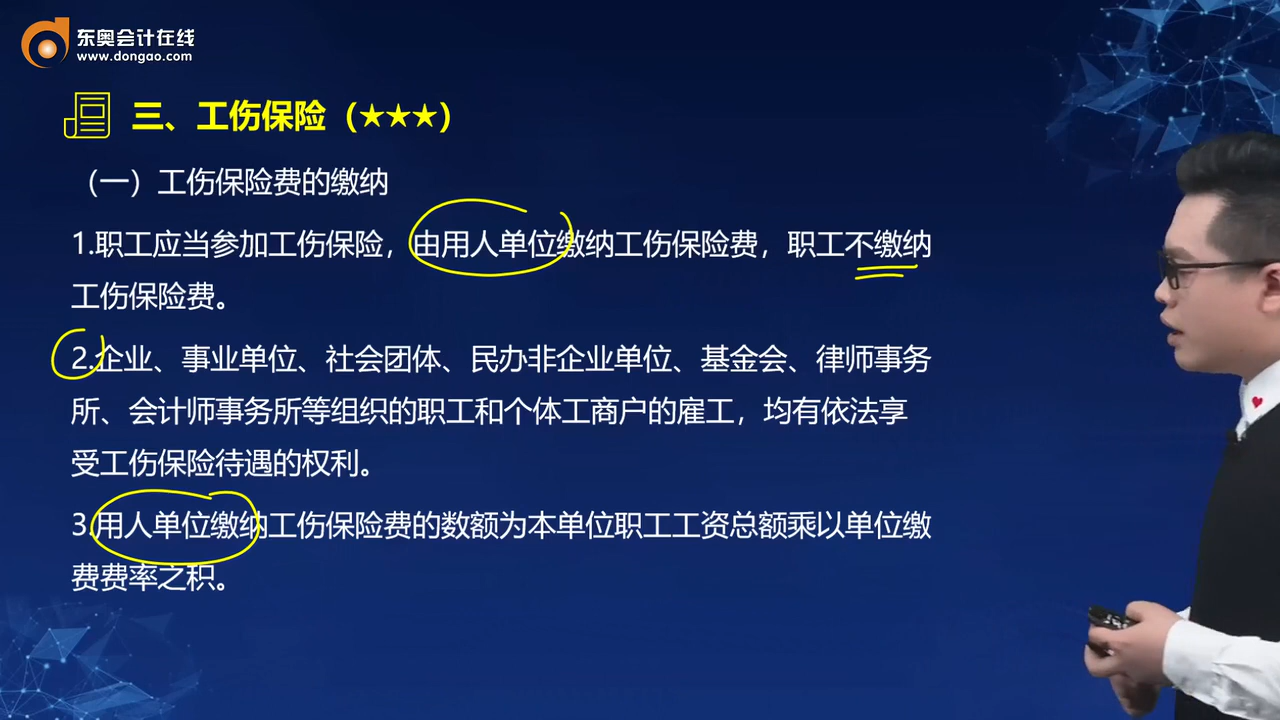 东奥会计在线
www.dongao.com
三、工伤保险（★★★）
（一）工伤保险费的缴纳
1.职工应当参加工伤保险，由用人单位缴纳工伤保险费，职工不缴纳
工伤保险费。
2.企业、事业单位、社会团体、民办非企业单位、基金会、律师事务
所、会计师事务所等组织的职工和个体工商户的雇工，均有依法享
受工伤保险待遇的权利。
3.用人单位缴纳工伤保险费的数额为本单位职工工资总额乘以单位缴
费费率之积。